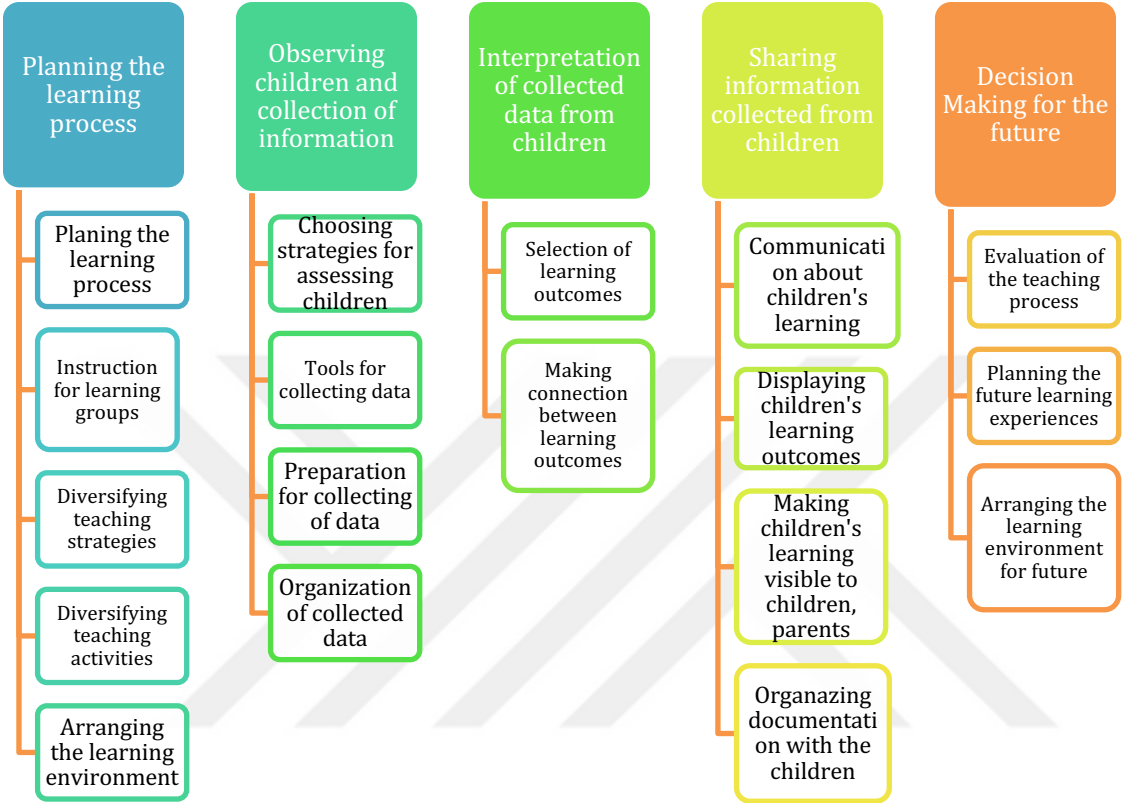 Planning the
learning
process
Planing the
learning
process
Instruction
for learning
groups
Diversifying
teaching
strategies
Diversifying
teaching
activities
Arranging
the learning
environment
Observing
children and
collection of
information
Choosing
strategies for
assessing
children
Tools for
collecting data
Preparation
for collecting
of data
Organization
of collected
data
Interpretation
of collected
data from
children
Selection of
learning
outcomes
Making
connection
between
learning
outcomes
Sharing
information
collected from
children
Communicati
on about
children's
learning
Displaying
children's
learning
outcomes
Making
children's
learning
visible to
children,
parents
Organazing
documentati
on with the
children
Decision
Making for the
future
Evaluation of
the teaching
process
Planning the
future learning
experiences
Arranging the
learning
environment
for future